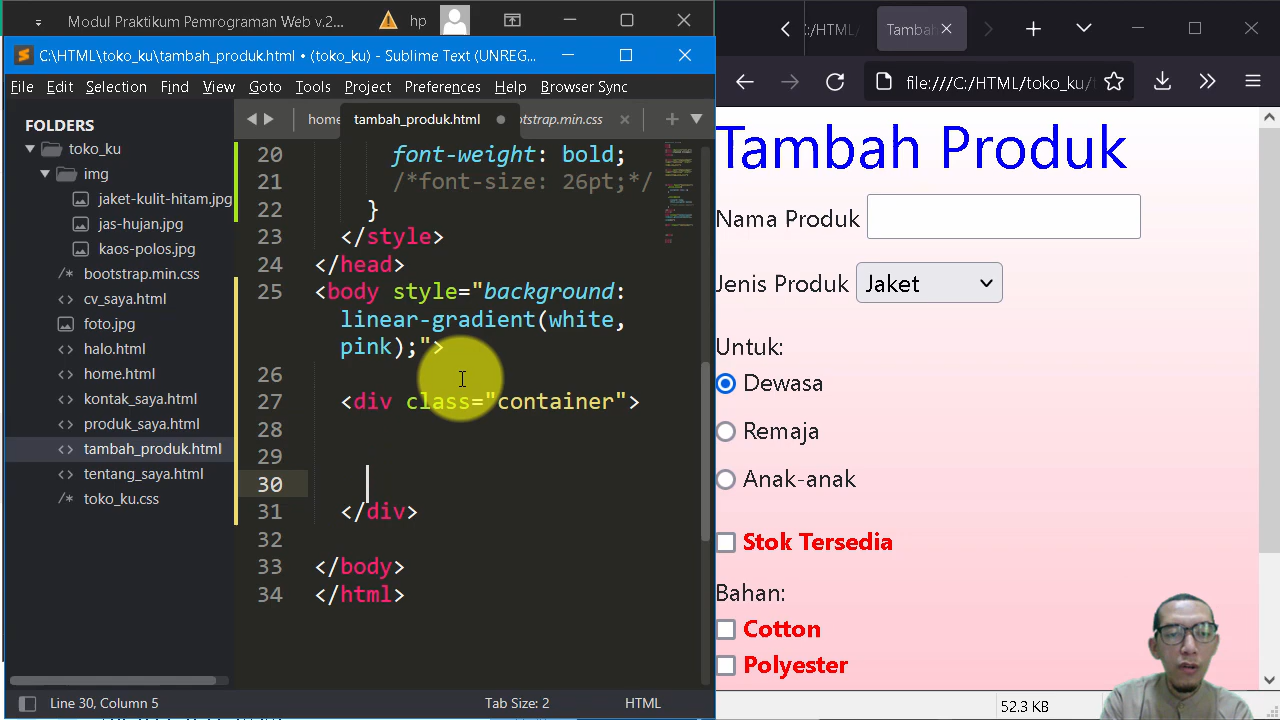 Modul Praktikum Pemrograman Web v.2...
hp
C:\HTML\toko_ku\tambah_produk.html • (toko_ku) - Sublime Text (UNREG...
File Edit Selection Find View Goto Tools Project Preferences Help Browser Sync
FOLDERS
toko_ku
img
jaket-kulit-hitam.jpg
jas-hujan.jpg
kaos-polos.jpg
bootstrap.min.css
cv_saya.html
foto.jpg
halo.html
home.html
kontak_saya.html
produk_saya.html
tambah_produk.html
tentang_saya.html
toko_ku.css
home tambah_produk.html otstrap.min.css
20 font-weight: bold;
21 /*font-size: 26pt;*/
22 }
23 </style>
24 </head>
25 <body style="background:
linear-gradient(white,
pink);">
26
27 <div class="container">
28
29
30
31 </div>
32
33 </body>
34 </html>
Line 30, Column 5
Tab Size: 2
HTML
:/HTML/
Tambah
file:///C:/HTML/toko_ku/
Tambah Produk
Nama Produk
Jenis Produk Jaket
Untuk:
Dewasa
Remaja
Anak-anak
Stok Tersedia
Bahan:
Cotton
Polyester
52.3 KB